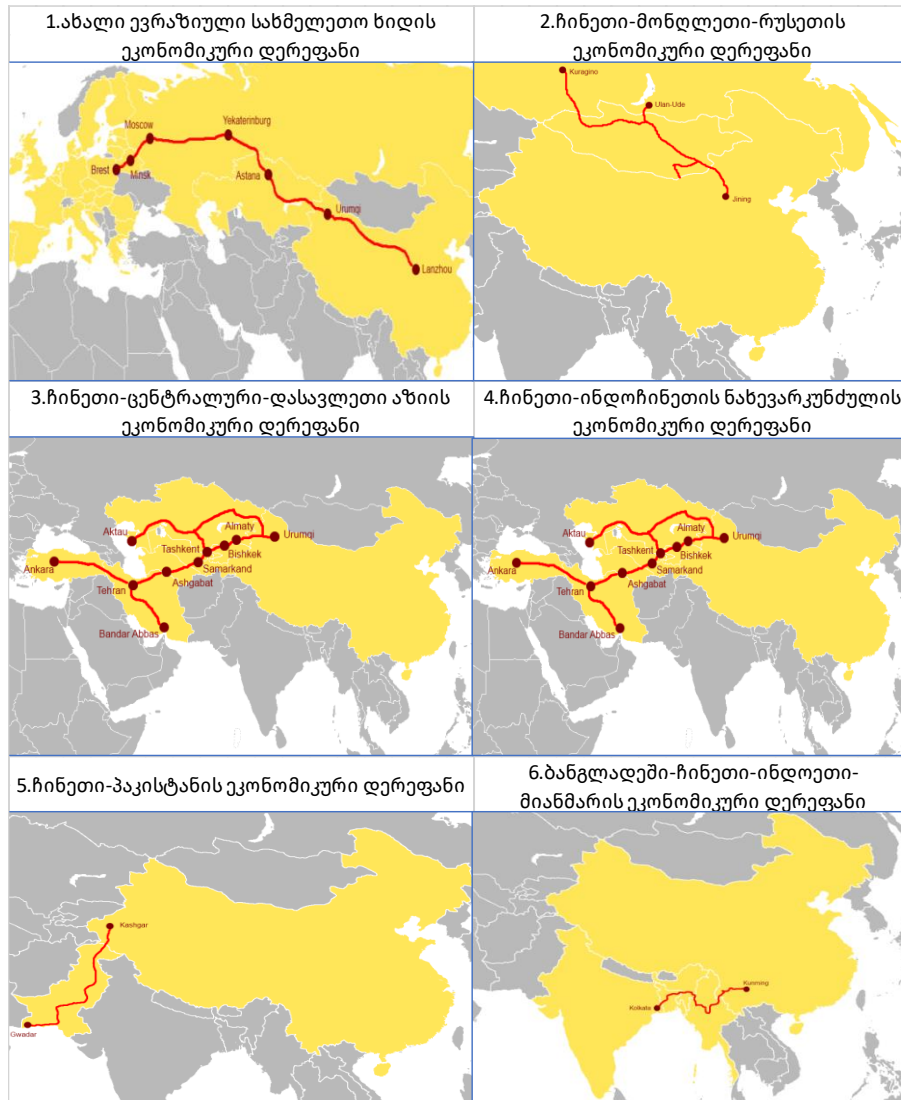 1.ახალი ევრაზიული სახმელეთო ხიდის
ეკონომიკური დერეფანი
2.ჩინეთი-მონღლეთი-რუსეთის
ეკონომიკური დერეფანი
Moscow
Yekaterinburg
Brest
Minsk
Astana
Urumqi
Lanzhou
Kuragino
Ulan-Ude
Jining
3.ჩინეთი-ცენტრალური-დასავლეთი აზიის
ეკონომიკური დერეფანი
4.ჩინეთი-ინდოჩინეთის ნახევარკუნძულის
ეკონომიკური დერეფანი
Aktau
Almaty
Urumqi
Tashkent
Bishkek
Ankara
Samarkand
Tehran
Ashgabat
Bandar Abbas
Aktau
Almaty
Urumqi
Tashkent
Bishkek
Ankara
Samarkand
Tehran
Ashgabat
Bandar Abbas
5.ჩინეთი-პაკისტანის ეკონომიკური დერეფანი
6.ბანგლადეში-ჩინეთი-ინდოეთი-
მიანმარის ეკონომიკური დერეფანი
Kashgar
Gwadar
Kunming
Kolkata